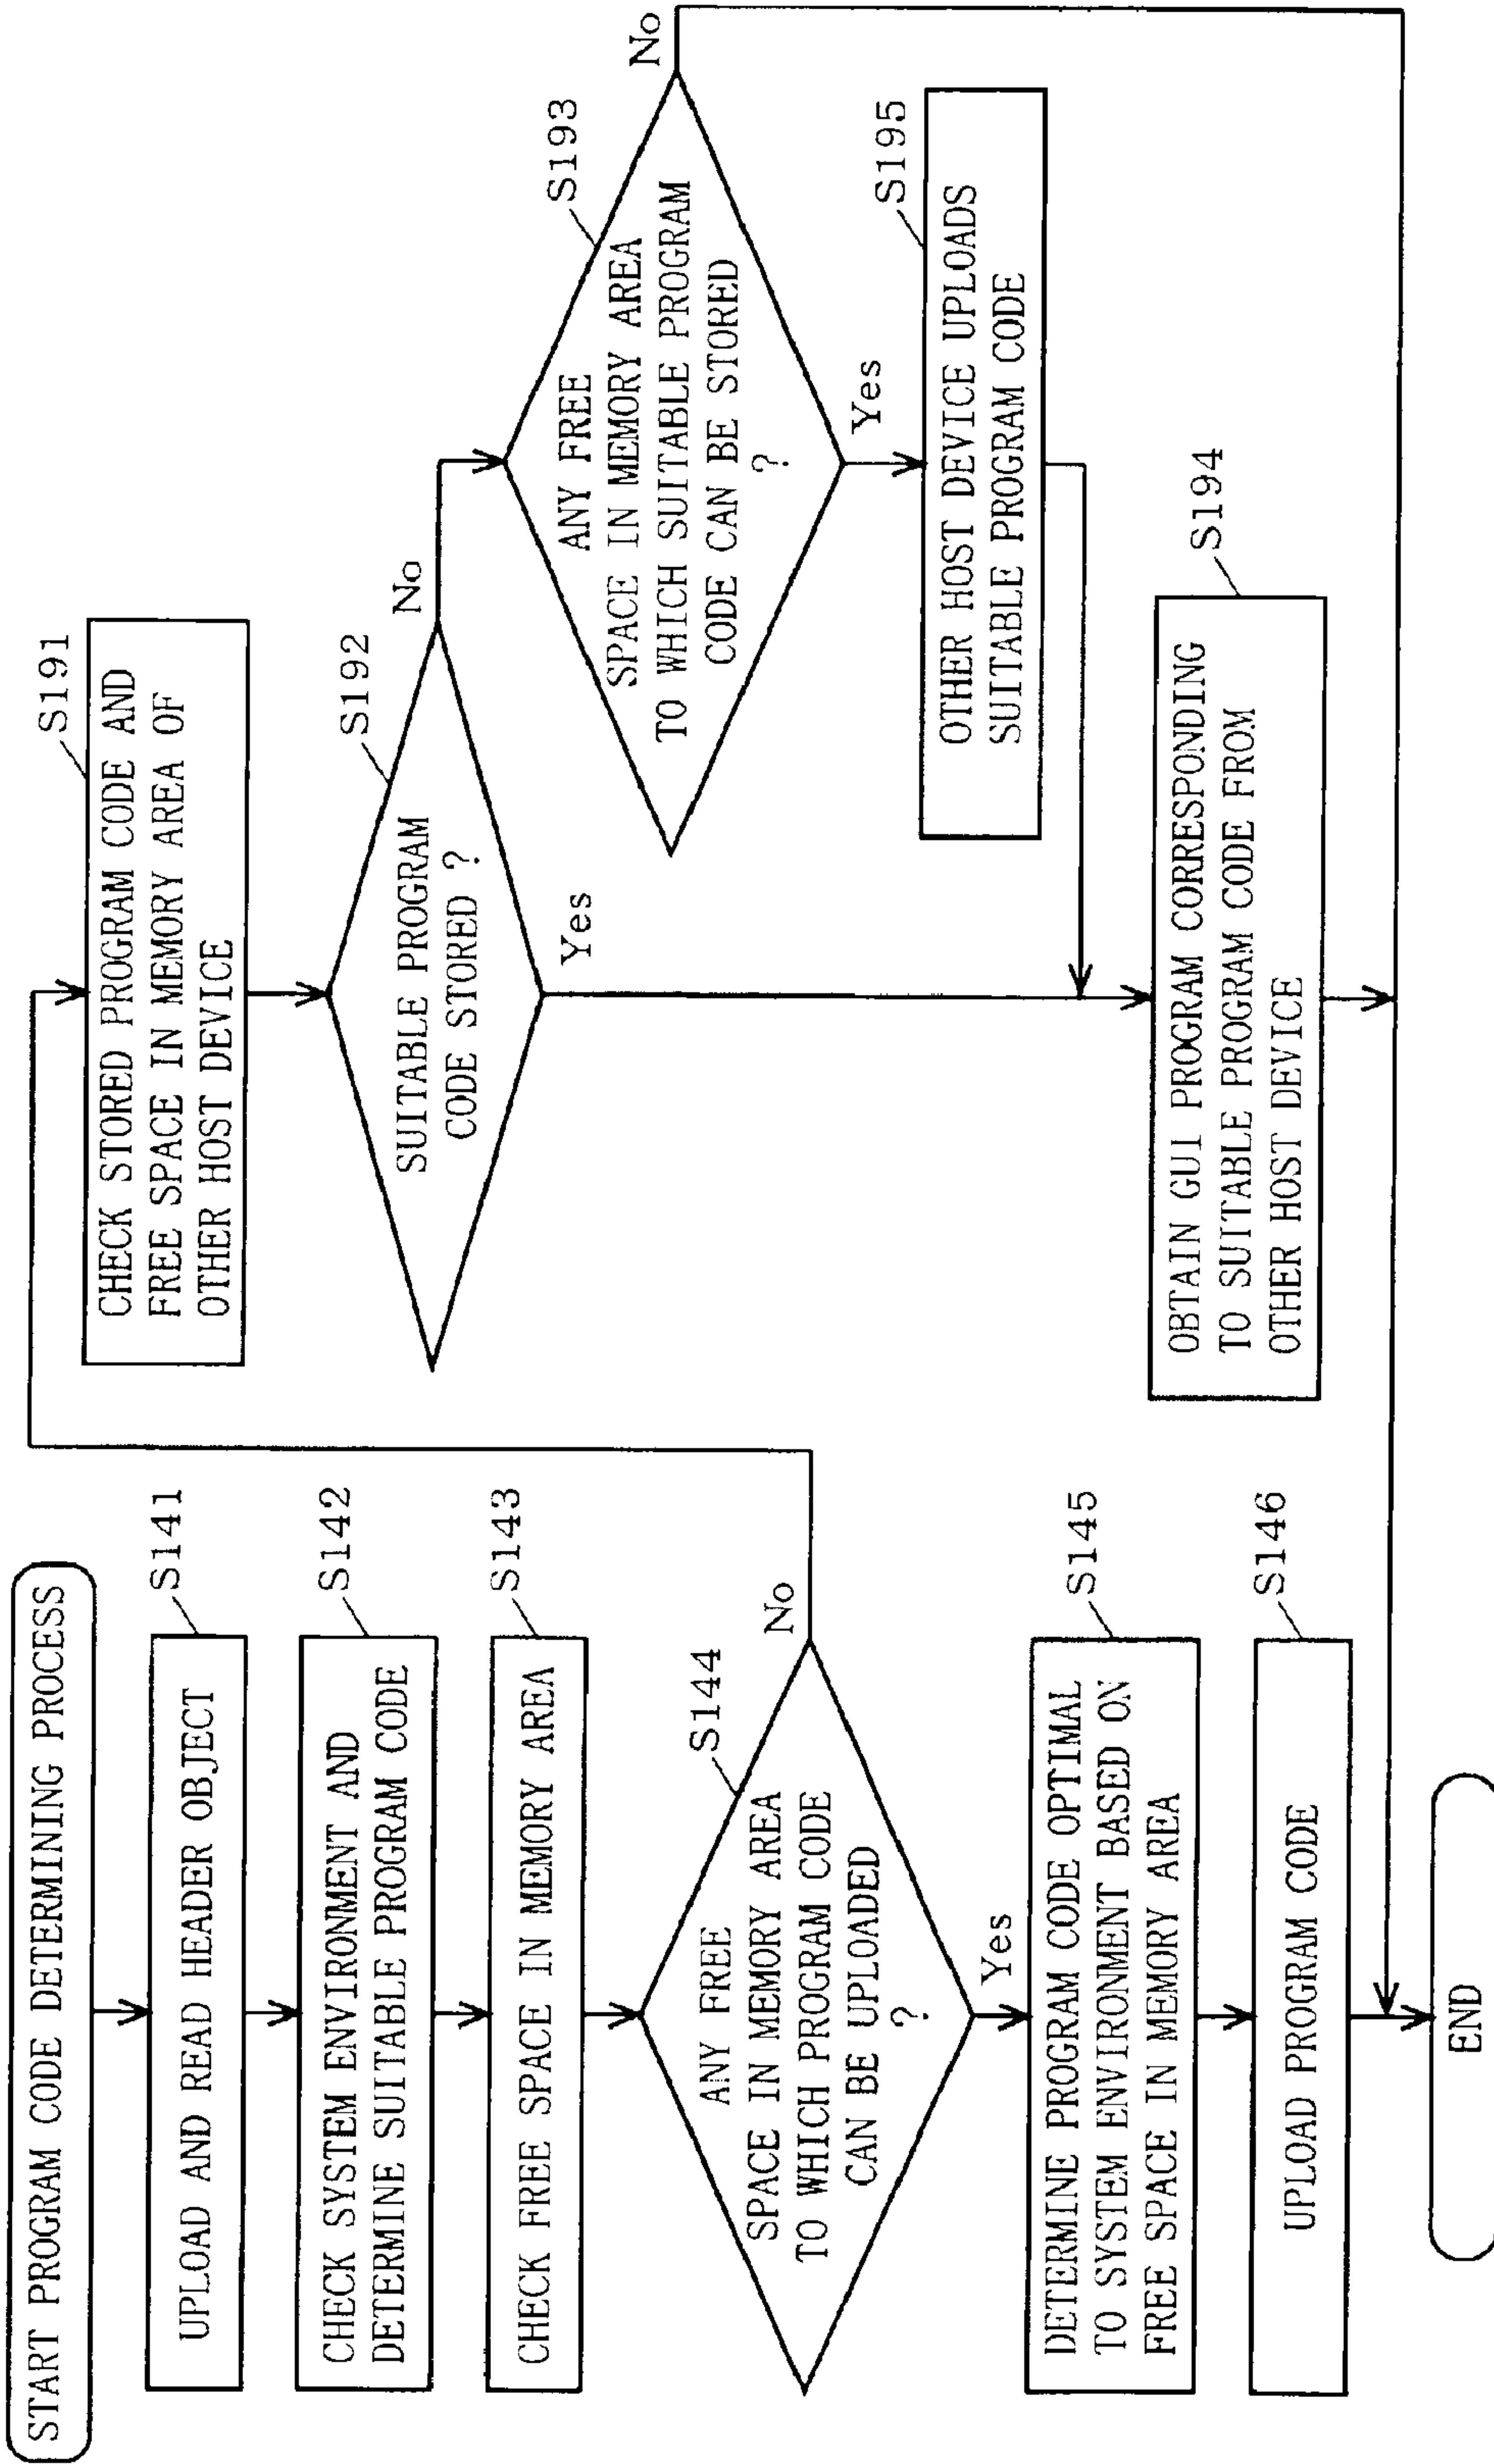 START PROGRAM CODE DETERMINING PROCESS
S141
UPLOAD AND READ HEADER OBJECT
S142
CHECK SYSTEM ENVIRONMENT AND
DETERMINE SUITABLE PROGRAM CODE
S143
CHECK FREE SPACE IN MEMORY AREA
S144
ANY FREE
SPACE IN MEMORY AREA
TO WHICH PROGRAM CODE
CAN BE UPLOADED
?
No
Yes
S145
DETERMINE PROGRAM CODE OPTIMAL
TO SYSTEM ENVIRONMENT BASED ON
FREE SPACE IN MEMORY AREA
S146
UPLOAD PROGRAM CODE
END
S191
CHECK STORED PROGRAM CODE AND
FREE SPACE IN MEMORY AREA OF
OTHER HOST DEVICE
S192
SUITABLE PROGRAM
CODE STORED ?
No
Yes
S193
ANY FREE
SPACE IN MEMORY AREA
TO WHICH SUITABLE PROGRAM
CODE CAN BE STORED
?
No
Yes
S195
OTHER HOST DEVICE UPLOADS
SUITABLE PROGRAM CODE
S194
OBTAIN GUI PROGRAM CORRESPONDING
TO SUITABLE PROGRAM CODE FROM
OTHER HOST DEVICE